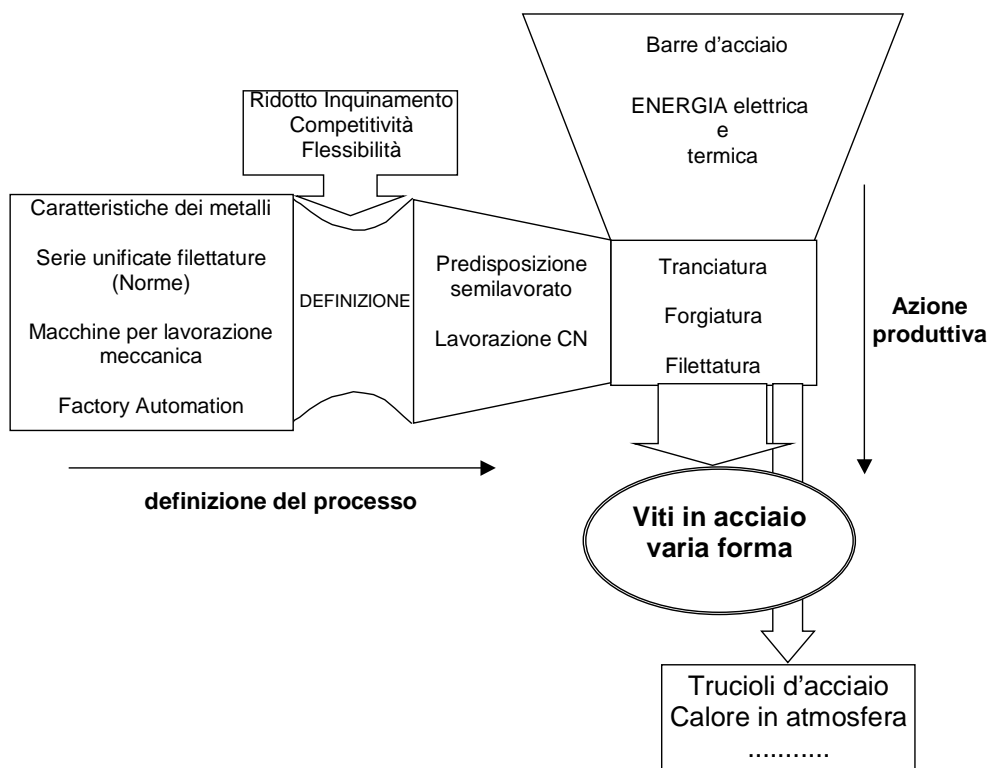 Barre d’acciaio
ENERGIA elettrica
e
termica
Ridotto Inquinamento
Competitività
Flessibilità
Caratteristiche dei metalli
Serie unificate filettature
(Norme)
Macchine per lavorazione
meccanica
Factory Automation
DEFINIZIONE
Predisposizione
semilavorato
Lavorazione CN
Tranciatura
Forgiatura
Filettatura
Azione
produttiva
definizione del processo
Viti in acciaio
varia forma
Trucioli d’acciaio
Calore in atmosfera
...........